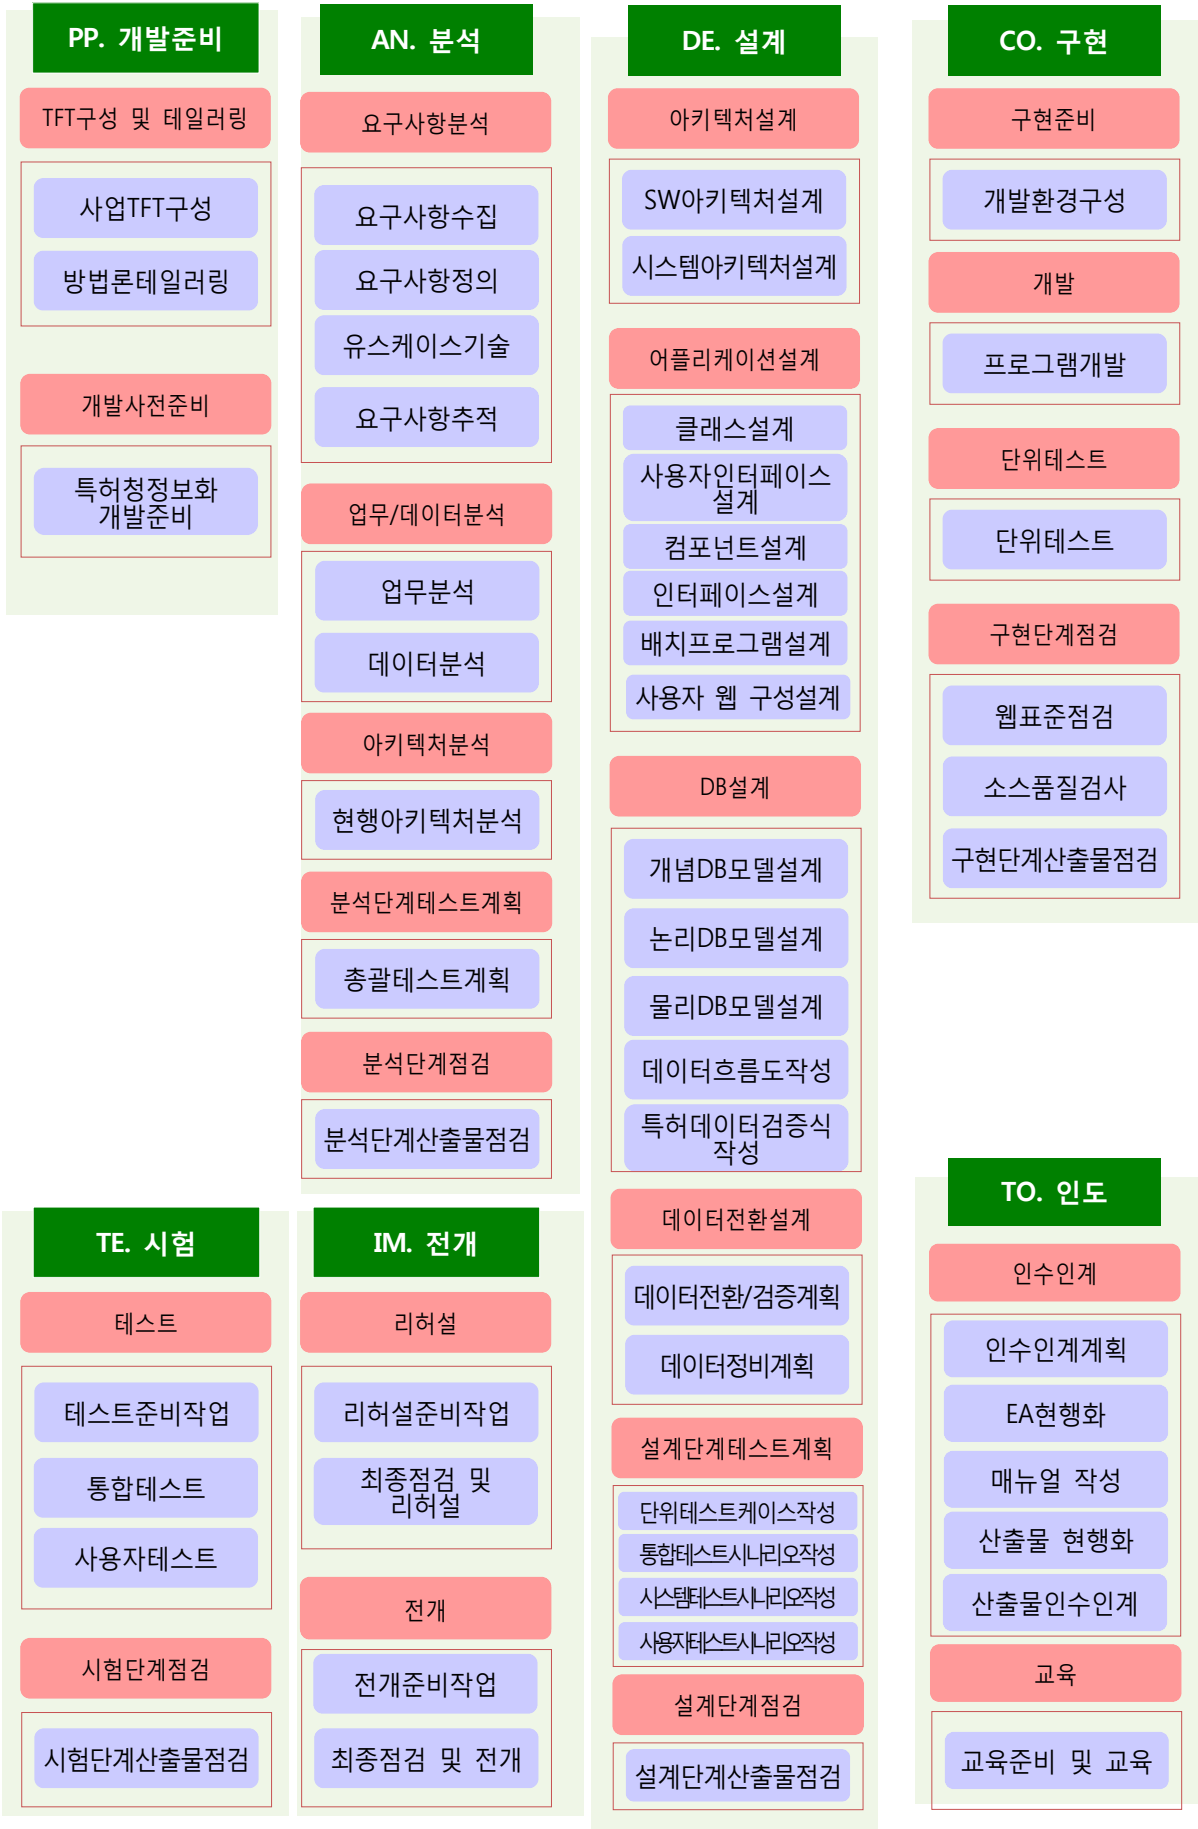 PP. 개발준비
TFT구성 및 테일러링
사업TFT구성
방법론테일러링
개발사전준비
특허청정보화
개발준비
AN. 분석
요구사항분석
요구사항수집
요구사항정의
유스케이스기술
요구사항추적
업무/데이터분석
업무분석
데이터분석
아키텍처분석
현행아키텍처분석
분석단계테스트계획
총괄테스트계획
분석단계점검
분석단계산출물점검
DE. 설계
아키텍처설계
SW아키텍처설계
시스템아키텍처설계
어플리케이션설계
클래스설계
사용자인터페이스
설계
컴포넌트설계
인터페이스설계
배치프로그램설계
사용자 웹 구성설계
DB설계
개념DB모델설계
논리DB모델설계
물리DB모델설계
데이터흐름도작성
특허데이터검증식
작성
데이터전환설계
데이터전환/검증계획
데이터정비계획
설계단계테스트계획
단위테스트케이스작성
통합테스트시나리오작성
시스템테스트시나리오작성
사용자테스트시나리오작성
설계단계점검
설계단계산출물점검
CO. 구현
구현준비
개발환경구성
개발
프로그램개발
단위테스트
단위테스트
구현단계점검
웹표준점검
소스품질검사
구현단계산출물점검
TE. 시험
테스트
테스트준비작업
통합테스트
사용자테스트
시험단계점검
시험단계산출물점검
IM. 전개
리허설
리허설준비작업
최종점검 및
리허설
전개
전개준비작업
최종점검 및 전개
TO. 인도
인수인계
인수인계계획
EA현행화
매뉴얼 작성
산출물 현행화
산출물인수인계
교육
교육준비 및 교육